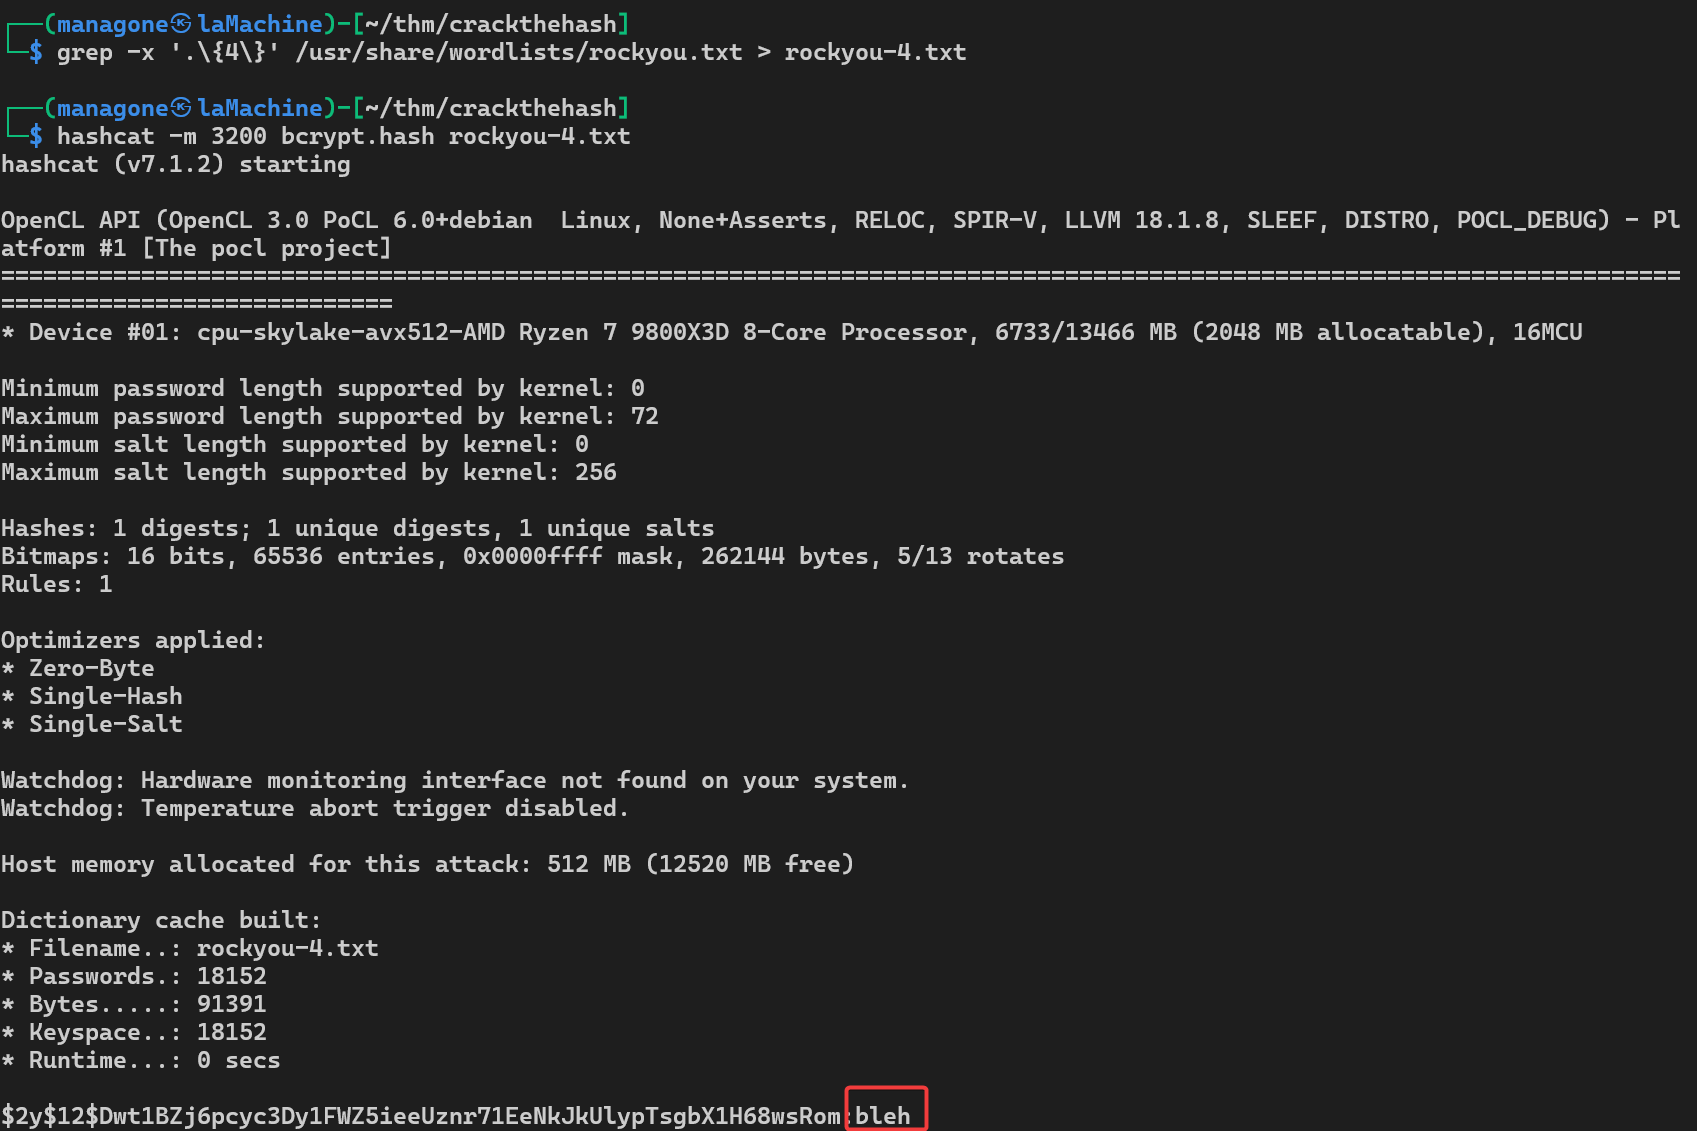 ┌──(managone㉿laMachine)-[~/thm/crackthehash]
└─$ grep -x '.\{4\}' /usr/share/wordlists/rockyou.txt > rockyou-4.txt
┌──(managone㉿laMachine)-[~/thm/crackthehash]
└─$ hashcat -m 3200 bcrypt.hash rockyou-4.txt
hashcat (v7.1.2) starting
OpenCL API (OpenCL 3.0 PoCL 6.0+debian  Linux, None+Asserts, RELOC, SPIR-V, LLVM 18.1.8, SLEEF, DISTRO, POCL_DEBUG) - Pl
atform #1 [The pocl project]
========================================================================================================================
============================
* Device #01: cpu-skylake-avx512-AMD Ryzen 7 9800X3D 8-Core Processor, 6733/13466 MB (2048 MB allocatable), 16MCU
Minimum password length supported by kernel: 0
Maximum password length supported by kernel: 72
Minimum salt length supported by kernel: 0
Maximum salt length supported by kernel: 256
Hashes: 1 digests; 1 unique digests, 1 unique salts
Bitmaps: 16 bits, 65536 entries, 0x0000ffff mask, 262144 bytes, 5/13 rotates
Rules: 1
Optimizers applied:
* Zero-Byte
* Single-Hash
* Single-Salt
Watchdog: Hardware monitoring interface not found on your system.
Watchdog: Temperature abort trigger disabled.
Host memory allocated for this attack: 512 MB (12520 MB free)
Dictionary cache built:
* Filename..: rockyou-4.txt
* Passwords.: 18152
* Bytes.....: 91391
* Keyspace..: 18152
* Runtime...: 0 secs
$2y$12$Dwt1BZj6pcyc3Dy1FWZ5ieeUznr71EeNkJkUlypTsgbX1H68wsRom:bleh